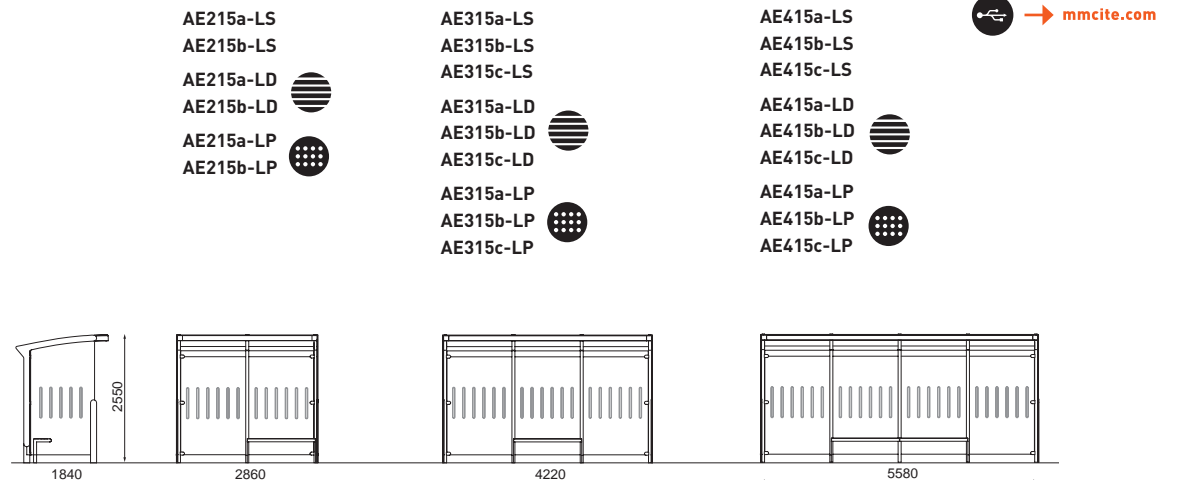 AE215a-LS
AE215b-LS
AE215a-LD
AE215b-LD
AE215a-LP
AE215b-LP
AE315a-LS
AE315b-LS
AE315c-LS
AE315a-LD
AE315b-LD
AE315c-LD
AE315a-LP
AE315b-LP
AE315c-LP
AE415a-LS
AE415b-LS
AE415c-LS
AE415a-LD
AE415b-LD
AE415c-LD
AE415a-LP
AE415b-LP
AE415c-LP
mmcite.com
2550
1840
2860
4220
5580